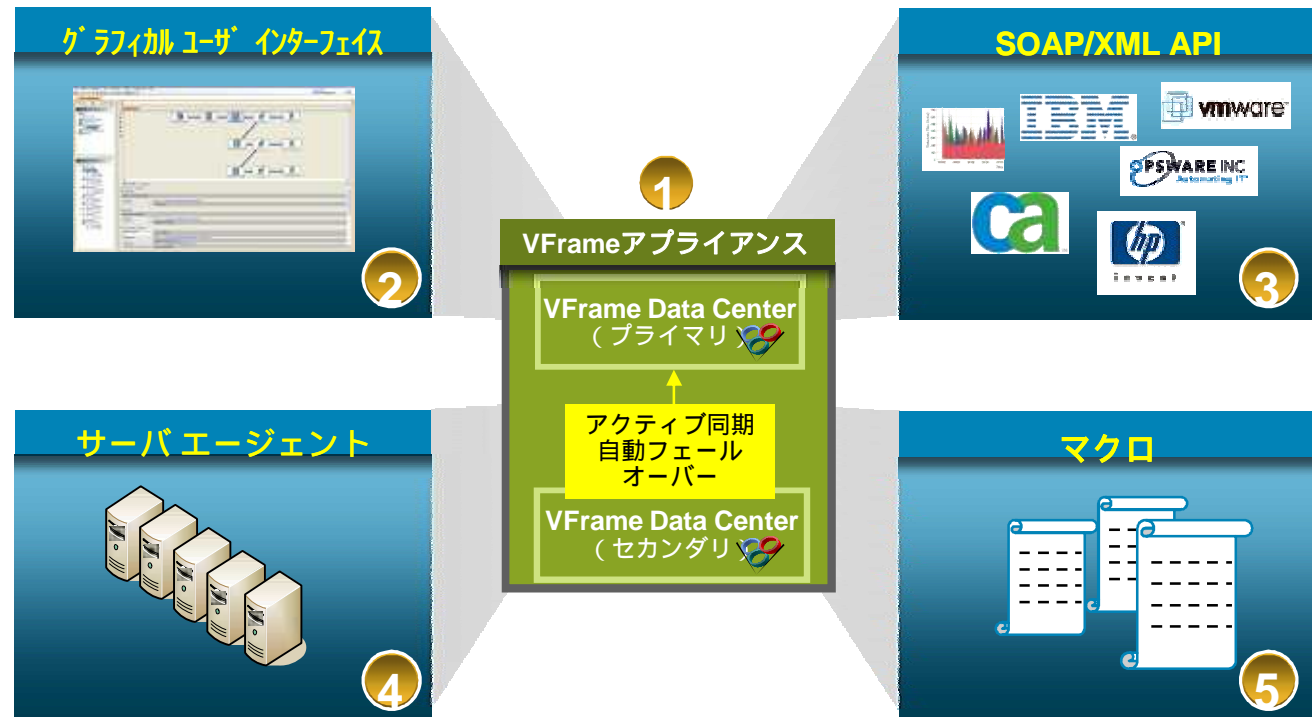 グラフィカル ユーザ インターフェイス
2
SOAP/XML API
IBM
vmware
OPSWARE INC
Automating IT
ca
hp
invent
3
1
VFrameアプライアンス
VFrame Data Center
（プライマリ）
アクティブ同期
自動フェール
オーバー
VFrame Data Center
（セカンダリ）
サーバ エージェント
4
マクロ
5